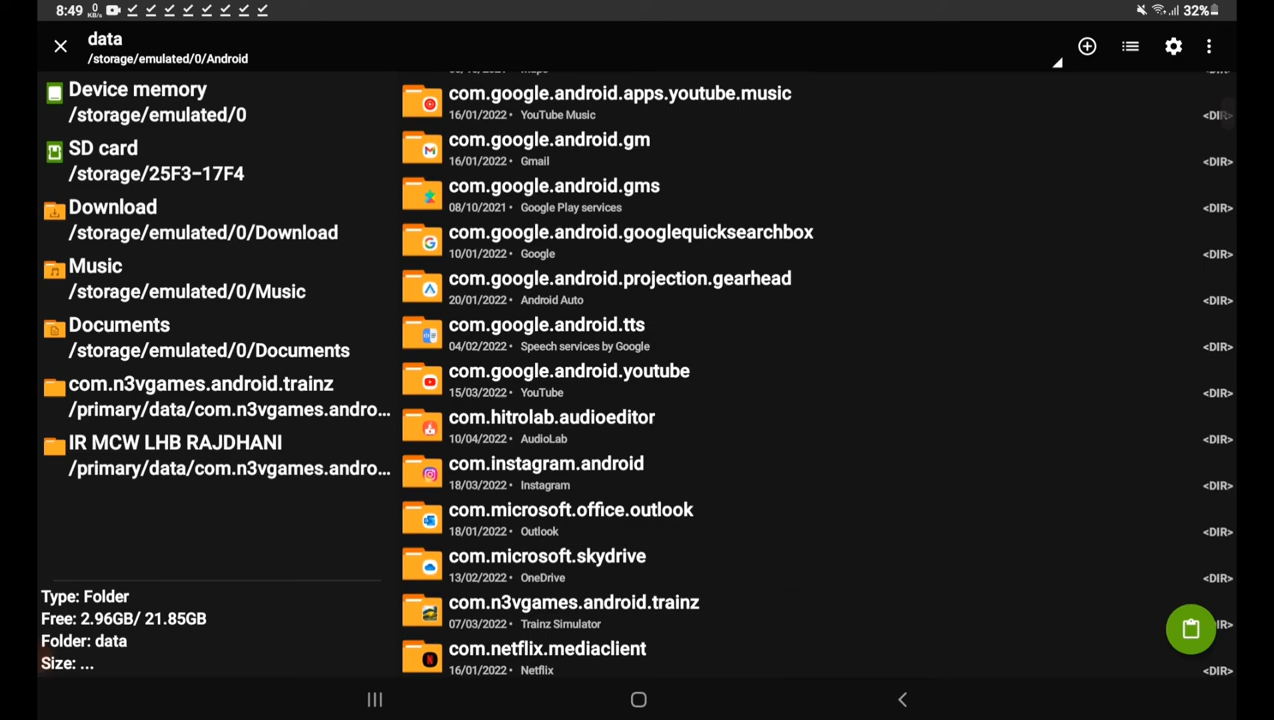 8:49 0 KB/s 32%
data
/storage/emulated/0/Android
Device memory
/storage/emulated/0
SD card
/storage/25F3-17F4
Download
/storage/emulated/0/Download
Music
/storage/emulated/0/Music
Documents
/storage/emulated/0/Documents
com.n3vgames.android.trainz
/primary/data/com.n3vgames.andro...
IR MCW LHB RAJDHANI
/primary/data/com.n3vgames.andro...
Type: Folder
Free: 2.96GB/ 21.85GB
Folder: data
Size: ...
com.google.android.apps.youtube.music
16/01/2022 • YouTube Music <DIR>
com.google.android.gm
16/01/2022 • Gmail <DIR>
com.google.android.gms
08/10/2021 • Google Play services <DIR>
com.google.android.googlequicksearchbox
10/01/2022 • Google <DIR>
com.google.android.projection.gearhead
20/01/2022 • Android Auto <DIR>
com.google.android.tts
04/02/2022 • Speech services by Google <DIR>
com.google.android.youtube
15/03/2022 • YouTube <DIR>
com.hitrolab.audioeditor
10/04/2022 • AudioLab <DIR>
com.instagram.android
18/03/2022 • Instagram <DIR>
com.microsoft.office.outlook
18/01/2022 • Outlook <DIR>
com.microsoft.skydrive
13/02/2022 • OneDrive <DIR>
com.n3vgames.android.trainz
07/03/2022 • Trainz Simulator <DIR>
com.netflix.mediaclient
16/01/2022 • Netflix <DIR>